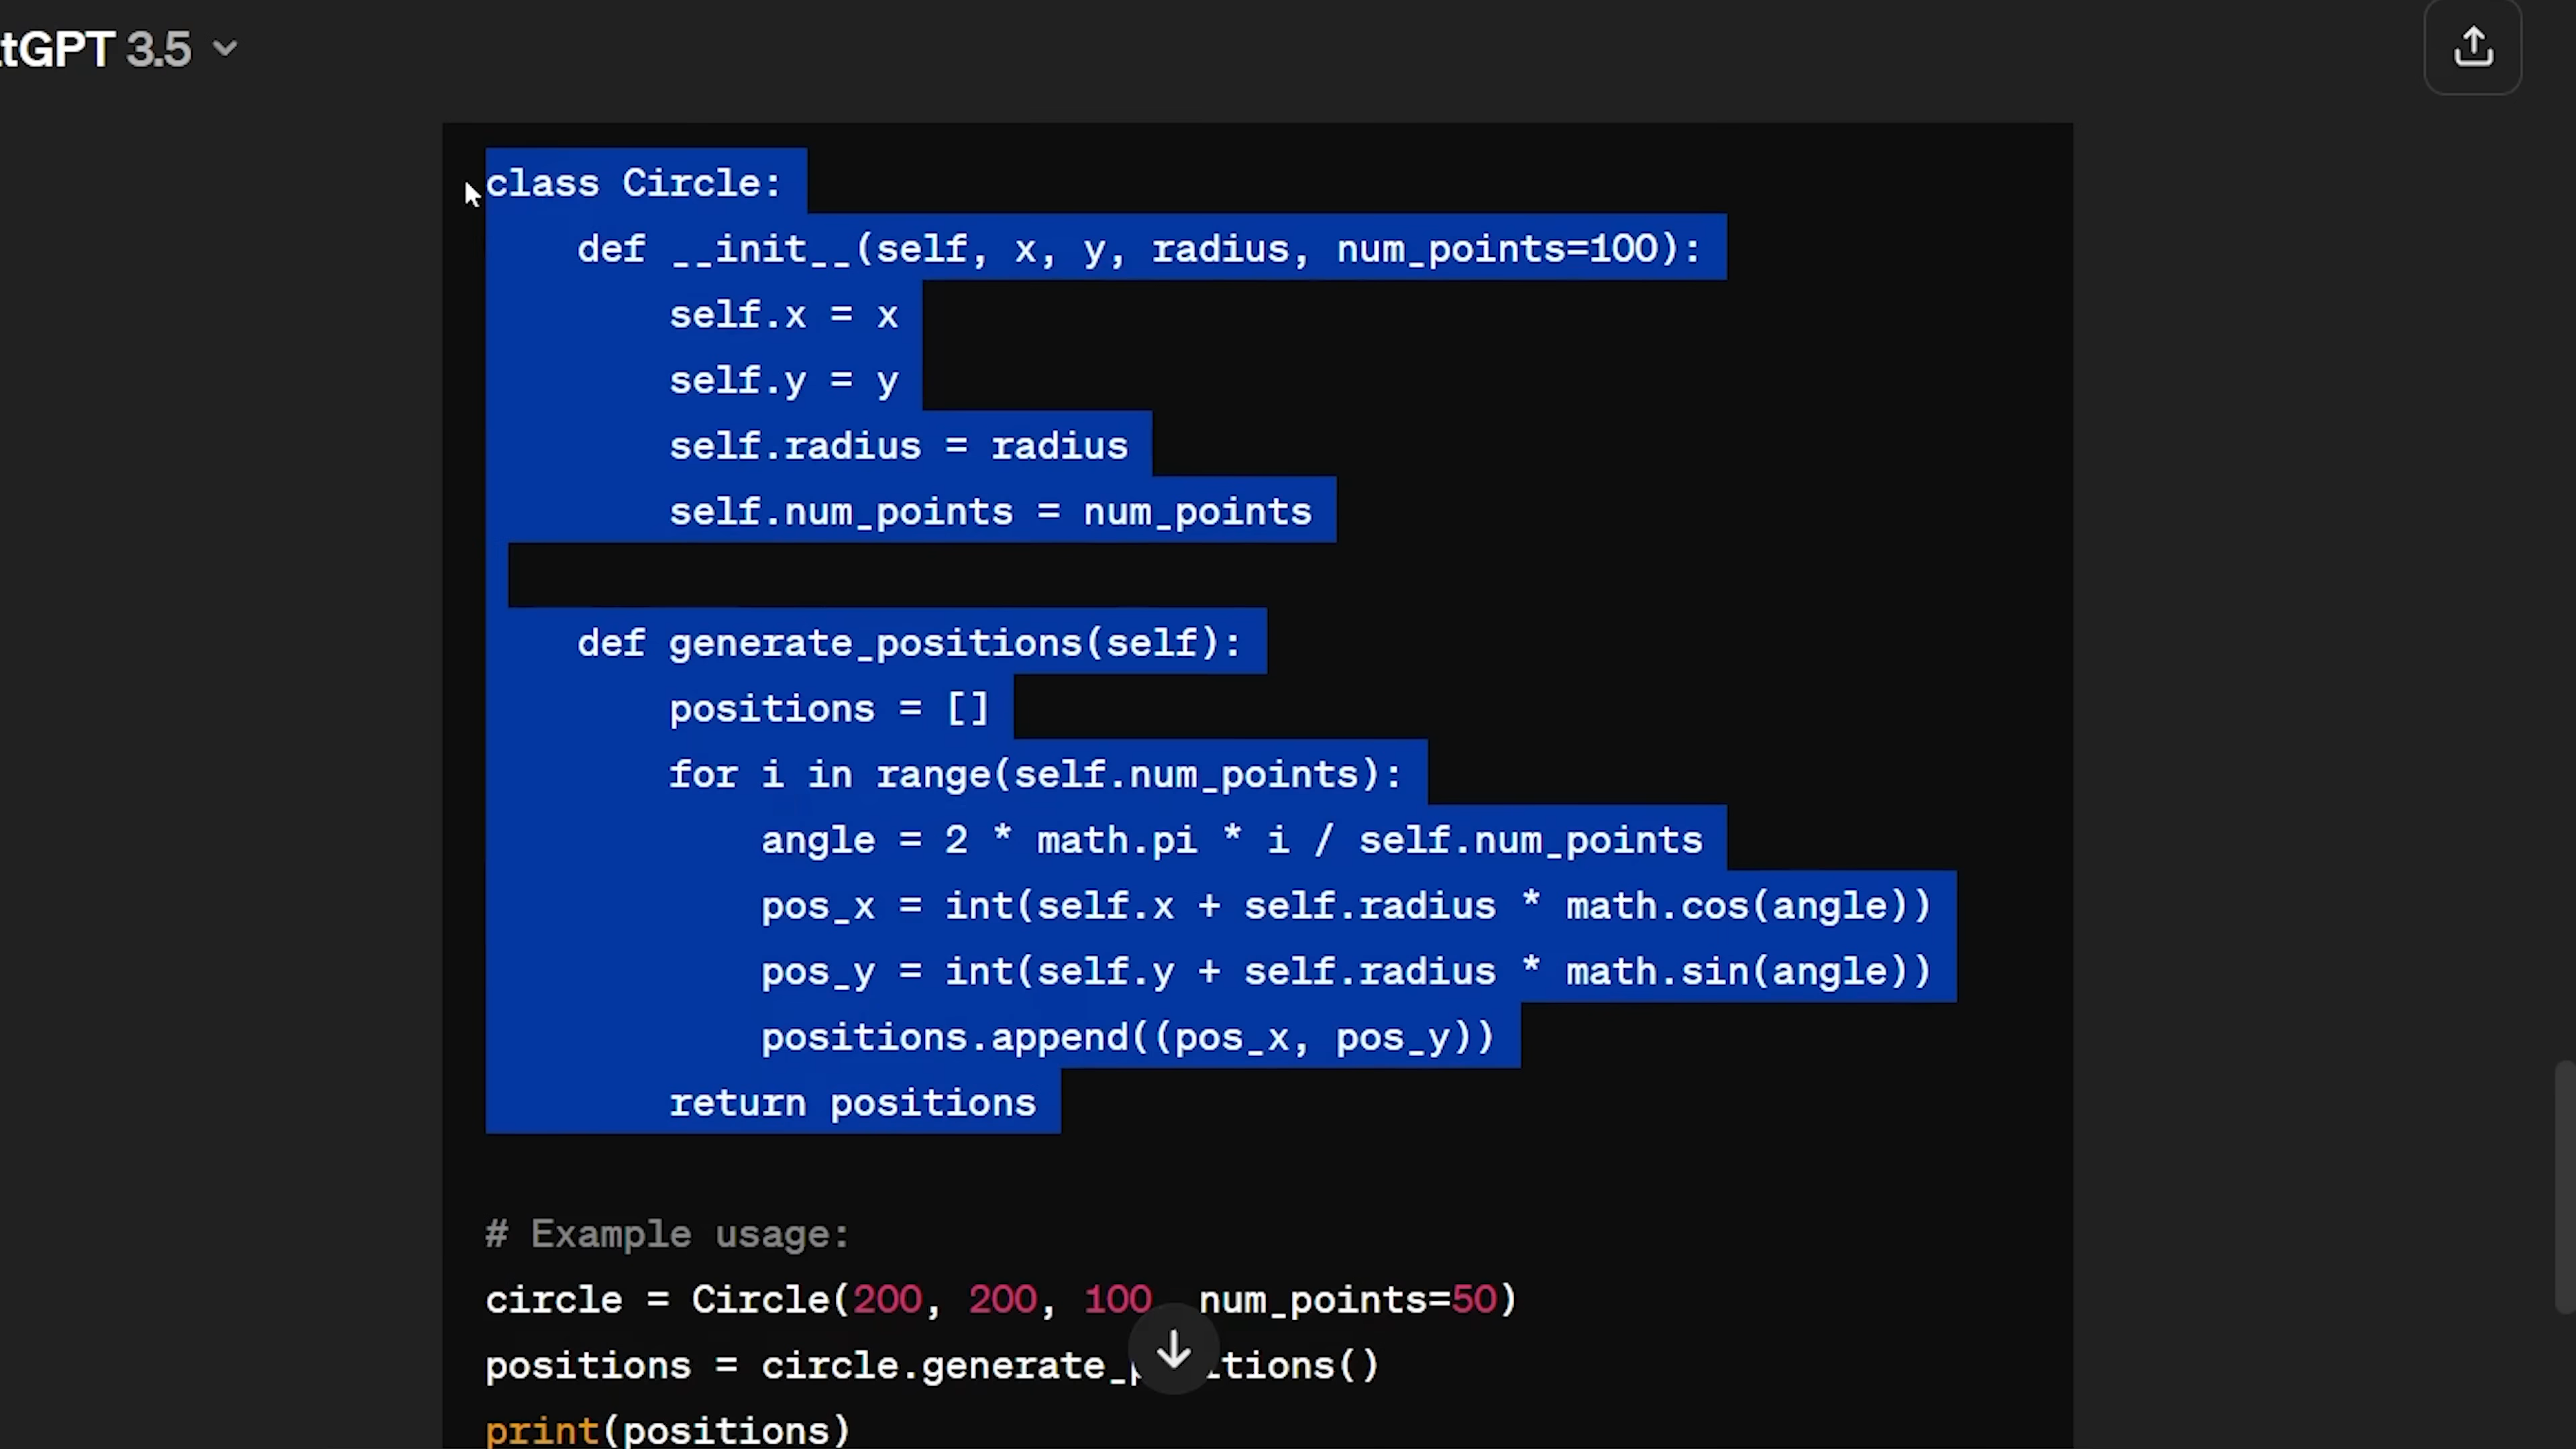 tGPT 3.5
class Circle:
    def __init__(self, x, y, radius, num_points=100):
        self.x = x
        self.y = y
        self.radius = radius
        self.num_points = num_points

    def generate_positions(self):
        positions = []
        for i in range(self.num_points):
            angle = 2 * math.pi * i / self.num_points
            pos_x = int(self.x + self.radius * math.cos(angle))
            pos_y = int(self.y + self.radius * math.sin(angle))
            positions.append((pos_x, pos_y))
        return positions

# Example usage:
circle = Circle(200, 200, 100 num_points=50)
positions = circle.generate_ tions()
print(positions)